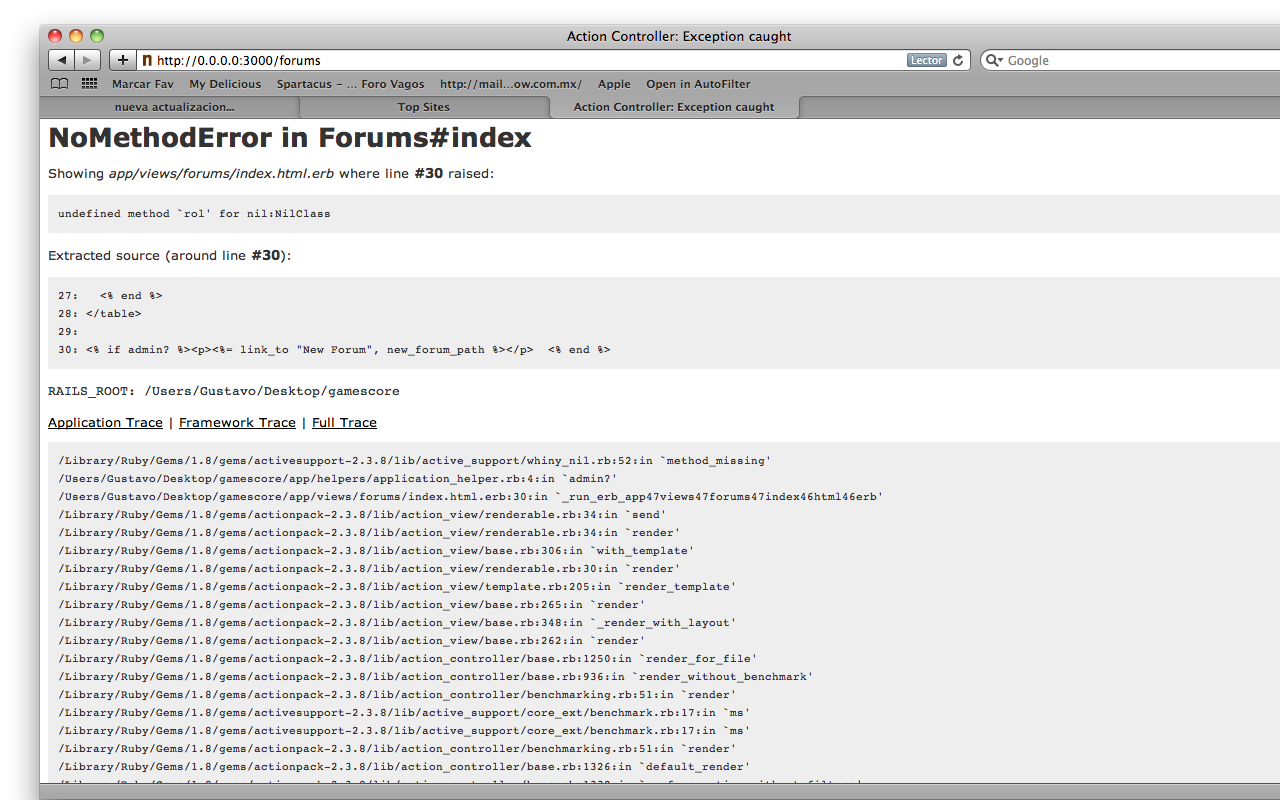 Action Controller: Exception caught
http://0.0.0.0:3000/forums Lector Google
Marcar Fav My Delicious Spartacus – ... Foro Vagos http://mail...ow.com.mx/ Apple Open in AutoFilter
nueva actualizacion... Top Sites Action Controller: Exception caught
NoMethodError in Forums#index
Showing app/views/forums/index.html.erb where line #30 raised:
undefined method `rol' for nil:NilClass
Extracted source (around line #30):
27:   <% end %>
28: </table>
29:
30: <% if admin? %><p><%= link_to "New Forum", new_forum_path %></p>  <% end %>
RAILS_ROOT: /Users/Gustavo/Desktop/gamescore
Application Trace | Framework Trace | Full Trace
/Library/Ruby/Gems/1.8/gems/activesupport-2.3.8/lib/active_support/whiny_nil.rb:52:in `method_missing'
/Users/Gustavo/Desktop/gamescore/app/helpers/application_helper.rb:4:in `admin?'
/Users/Gustavo/Desktop/gamescore/app/views/forums/index.html.erb:30:in `_run_erb_app47views47forums47index46html46erb'
/Library/Ruby/Gems/1.8/gems/actionpack-2.3.8/lib/action_view/renderable.rb:34:in `send'
/Library/Ruby/Gems/1.8/gems/actionpack-2.3.8/lib/action_view/renderable.rb:34:in `render'
/Library/Ruby/Gems/1.8/gems/actionpack-2.3.8/lib/action_view/base.rb:306:in `with_template'
/Library/Ruby/Gems/1.8/gems/actionpack-2.3.8/lib/action_view/renderable.rb:30:in `render'
/Library/Ruby/Gems/1.8/gems/actionpack-2.3.8/lib/action_view/template.rb:205:in `render_template'
/Library/Ruby/Gems/1.8/gems/actionpack-2.3.8/lib/action_view/base.rb:265:in `render'
/Library/Ruby/Gems/1.8/gems/actionpack-2.3.8/lib/action_view/base.rb:348:in `_render_with_layout'
/Library/Ruby/Gems/1.8/gems/actionpack-2.3.8/lib/action_view/base.rb:262:in `render'
/Library/Ruby/Gems/1.8/gems/actionpack-2.3.8/lib/action_controller/base.rb:1250:in `render_for_file'
/Library/Ruby/Gems/1.8/gems/actionpack-2.3.8/lib/action_controller/base.rb:936:in `render_without_benchmark'
/Library/Ruby/Gems/1.8/gems/actionpack-2.3.8/lib/action_controller/benchmarking.rb:51:in `render'
/Library/Ruby/Gems/1.8/gems/activesupport-2.3.8/lib/active_support/core_ext/benchmark.rb:17:in `ms'
/Library/Ruby/Gems/1.8/gems/activesupport-2.3.8/lib/active_support/core_ext/benchmark.rb:17:in `ms'
/Library/Ruby/Gems/1.8/gems/actionpack-2.3.8/lib/action_controller/benchmarking.rb:51:in `render'
/Library/Ruby/Gems/1.8/gems/actionpack-2.3.8/lib/action_controller/base.rb:1326:in `default_render'